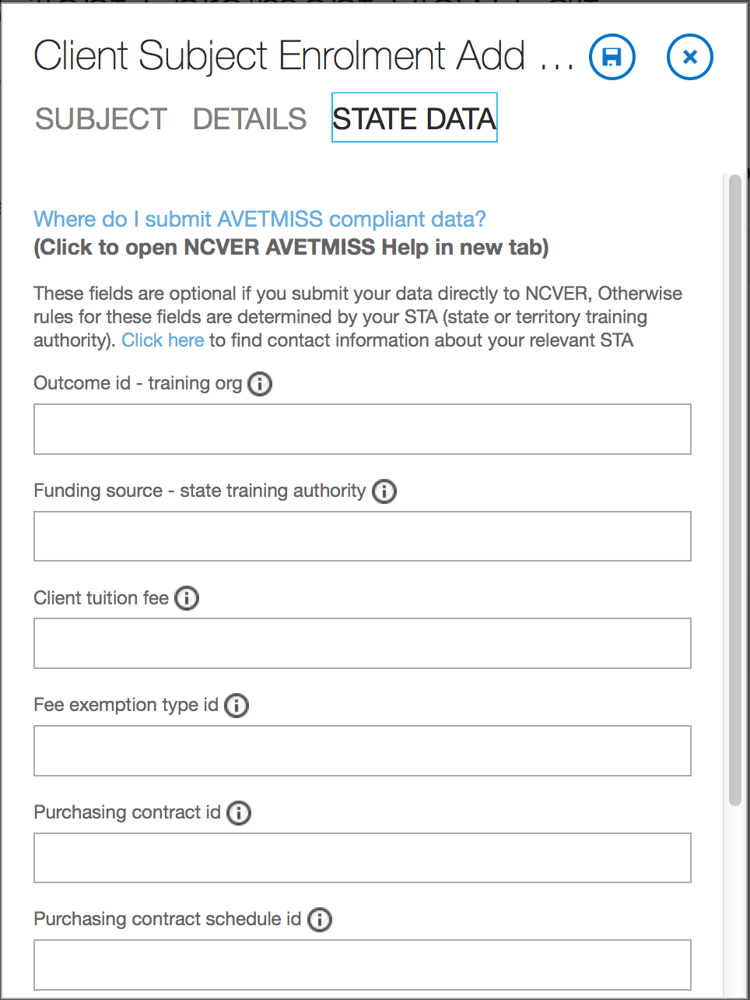 Client Subject Enrolment Add ...
SUBJECT DETAILS STATE DATA
Where do I submit AVETMISS compliant data?
(Click to open NCVER AVETMISS Help in new tab)
These fields are optional if you submit your data directly to NCVER, Otherwise
rules for these fields are determined by your STA (state or territory training
authority). Click here to find contact information about your relevant STA
Outcome id - training org
Funding source - state training authority
Client tuition fee
Fee exemption type id
Purchasing contract id
Purchasing contract schedule id